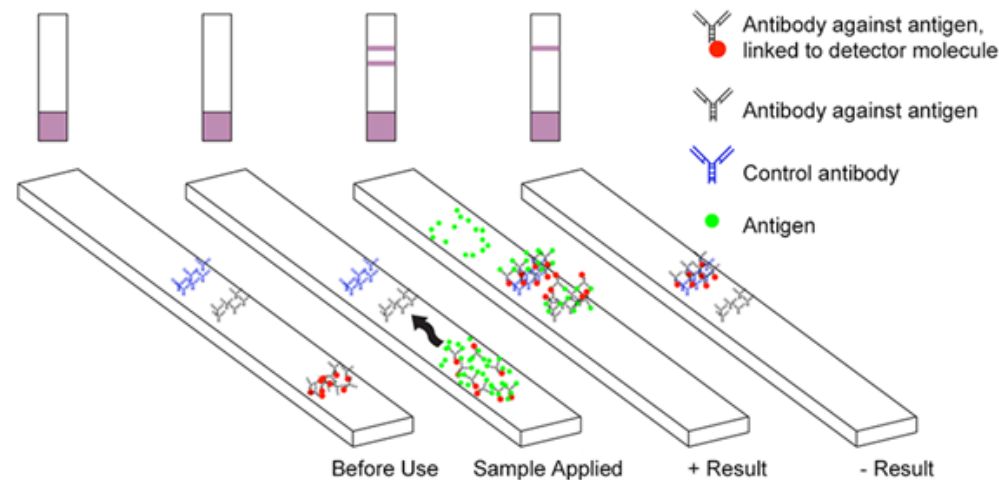 Antibody against antigen,
linked to detector molecule
Antibody against antigen
Control antibody
Antigen
Before Use
Sample Applied
+ Result
- Result